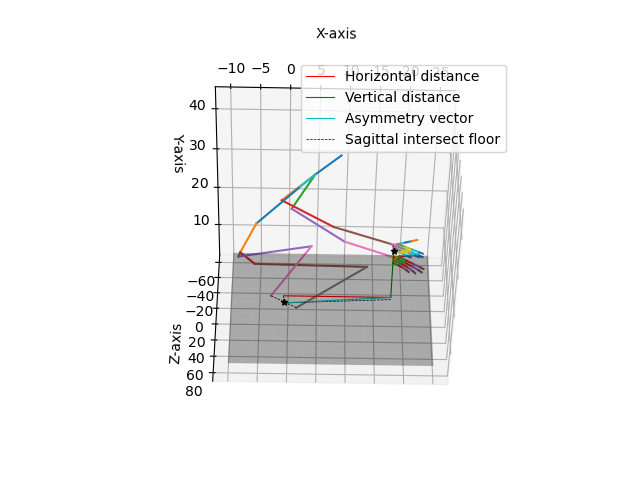 X-axis
−10 −5 0 5 10 15 20 25
Horizontal distance
Vertical distance
Asymmetry vector
Sagittal intersect floor
Y-axis
40
30
20
10
−60
−40
−20
0
20
40
60
80
Z-axis